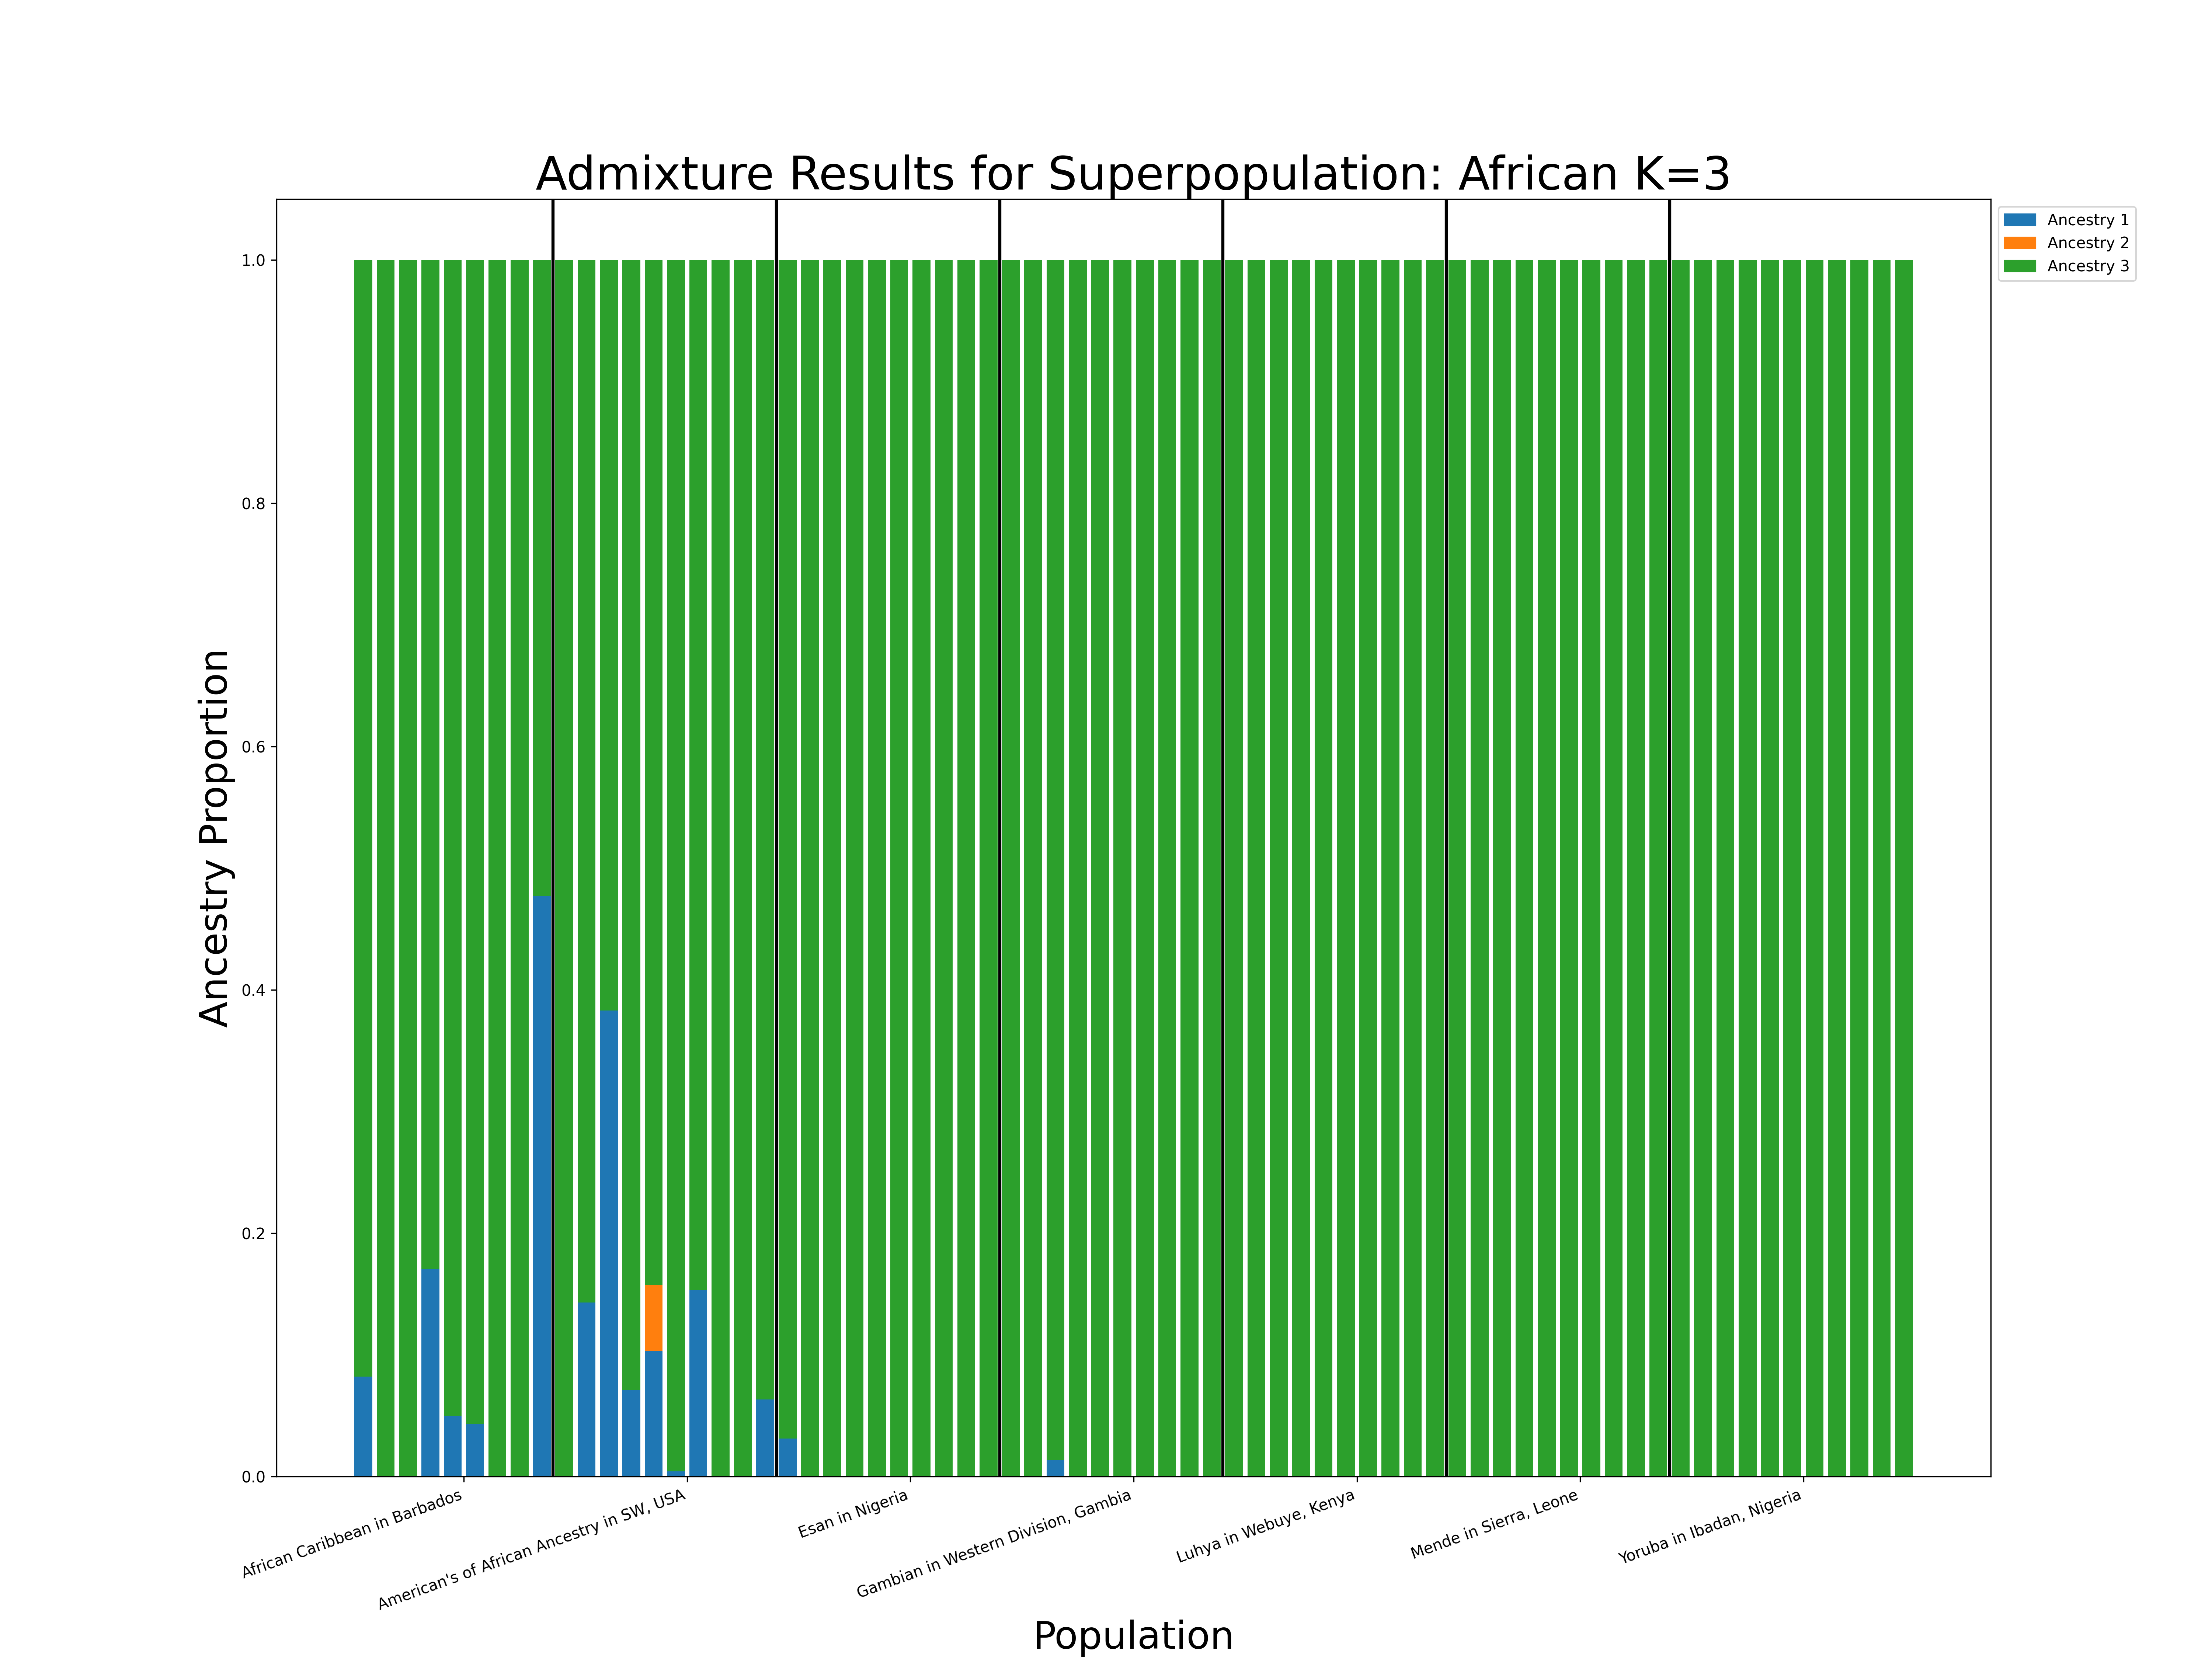 Admixture Results for Superpopulation: African K=3
Ancestry 1
Ancestry 2
Ancestry 3
Ancestry Proportion
1.0
0.8
0.6
0.4
0.2
0.0
African Caribbean in Barbados
American's of African Ancestry in SW, USA
Esan in Nigeria
Gambian in Western Division, Gambia
Luhya in Webuye, Kenya
Mende in Sierra, Leone
Yoruba in Ibadan, Nigeria
Population